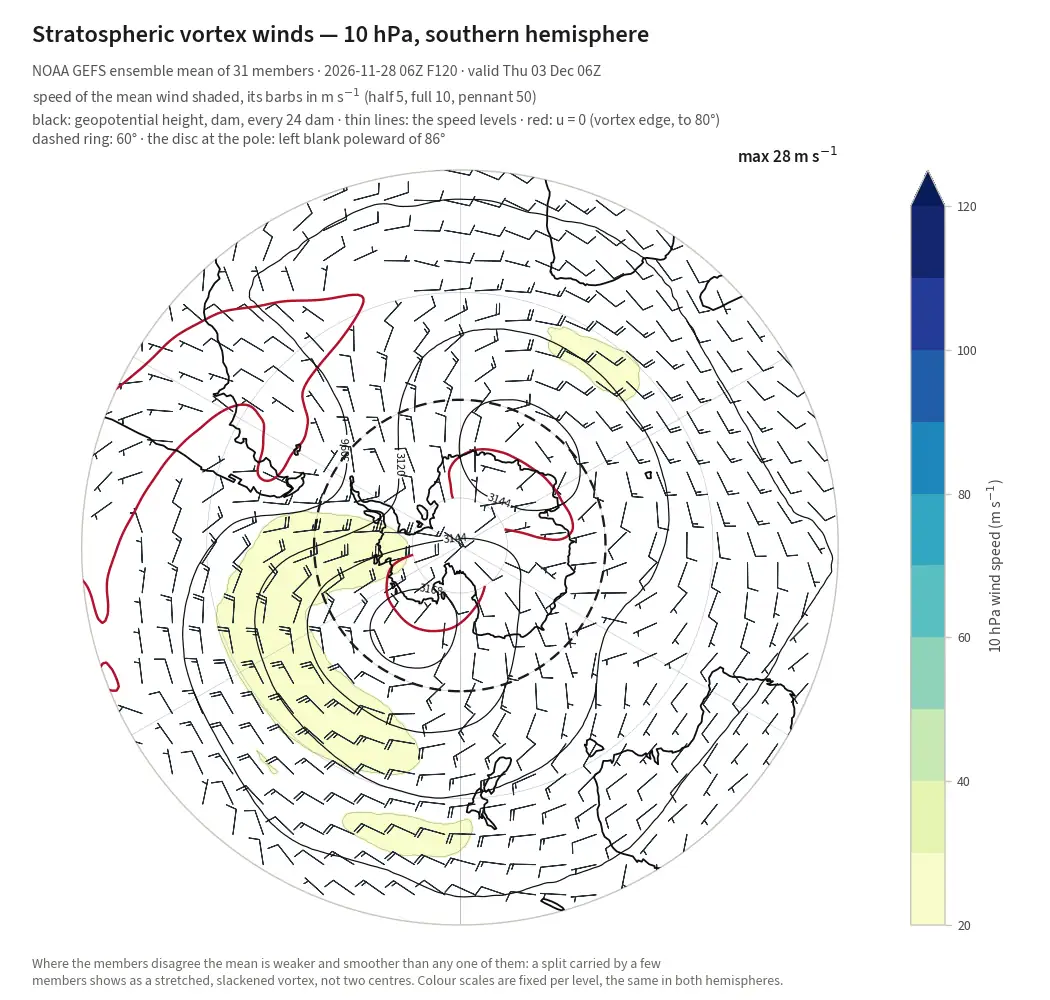 Stratospheric vortex winds — 10 hPa, southern hemisphere
NOAA GEFS ensemble mean of 31 members · 2026-11-28 06Z F120 · valid Thu 03 Dec 06Z
speed of the mean wind shaded, its barbs in m s⁻¹ (half 5, full 10, pennant 50)
black: geopotential height, dam, every 24 dam · thin lines: the speed levels · red: u = 0 (vortex edge, to 80°)
dashed ring: 60° · the disc at the pole: left blank poleward of 86°
max 28 m s⁻¹
120
100
80
60
40
20
10 hPa wind speed (m s⁻¹)
3096
3120
3144
3144
3168
Where the members disagree the mean is weaker and smoother than any one of them: a split carried by a few
members shows as a stretched, slackened vortex, not two centres. Colour scales are fixed per level, the same in both hemispheres.